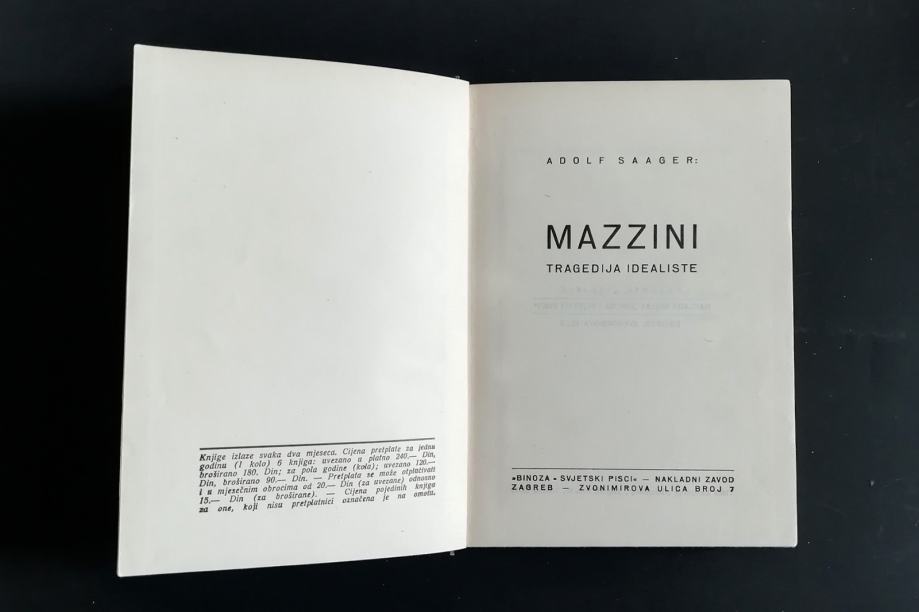 Knjige izlaze svaka dva mjeseca. Cijena pretplate za jednu
godinu (1 kolo) 6 knjiga: uvezano u platno 240.— Din,
broširano 180. Din; za pola godine (kola); uvezano 120.—
Din, broširano 90.— Din. — Pretplata se može otplaćivati
i u mjesečnim obrocima od 20.— Din (za uvezane) odnosno
15.— Din (za broširane). — Cijena pojedinih knjiga
za one, koji nisu pretplatnici označena je na omotu.
ADOLF SAAGER:
MAZZINI
TRAGEDIJA IDEALISTE
»BINOZA - SVJETSKI PISCI« — NAKLADNI ZAVOD
ZAGREB — ZVONIMIROVA ULICA BROJ 7